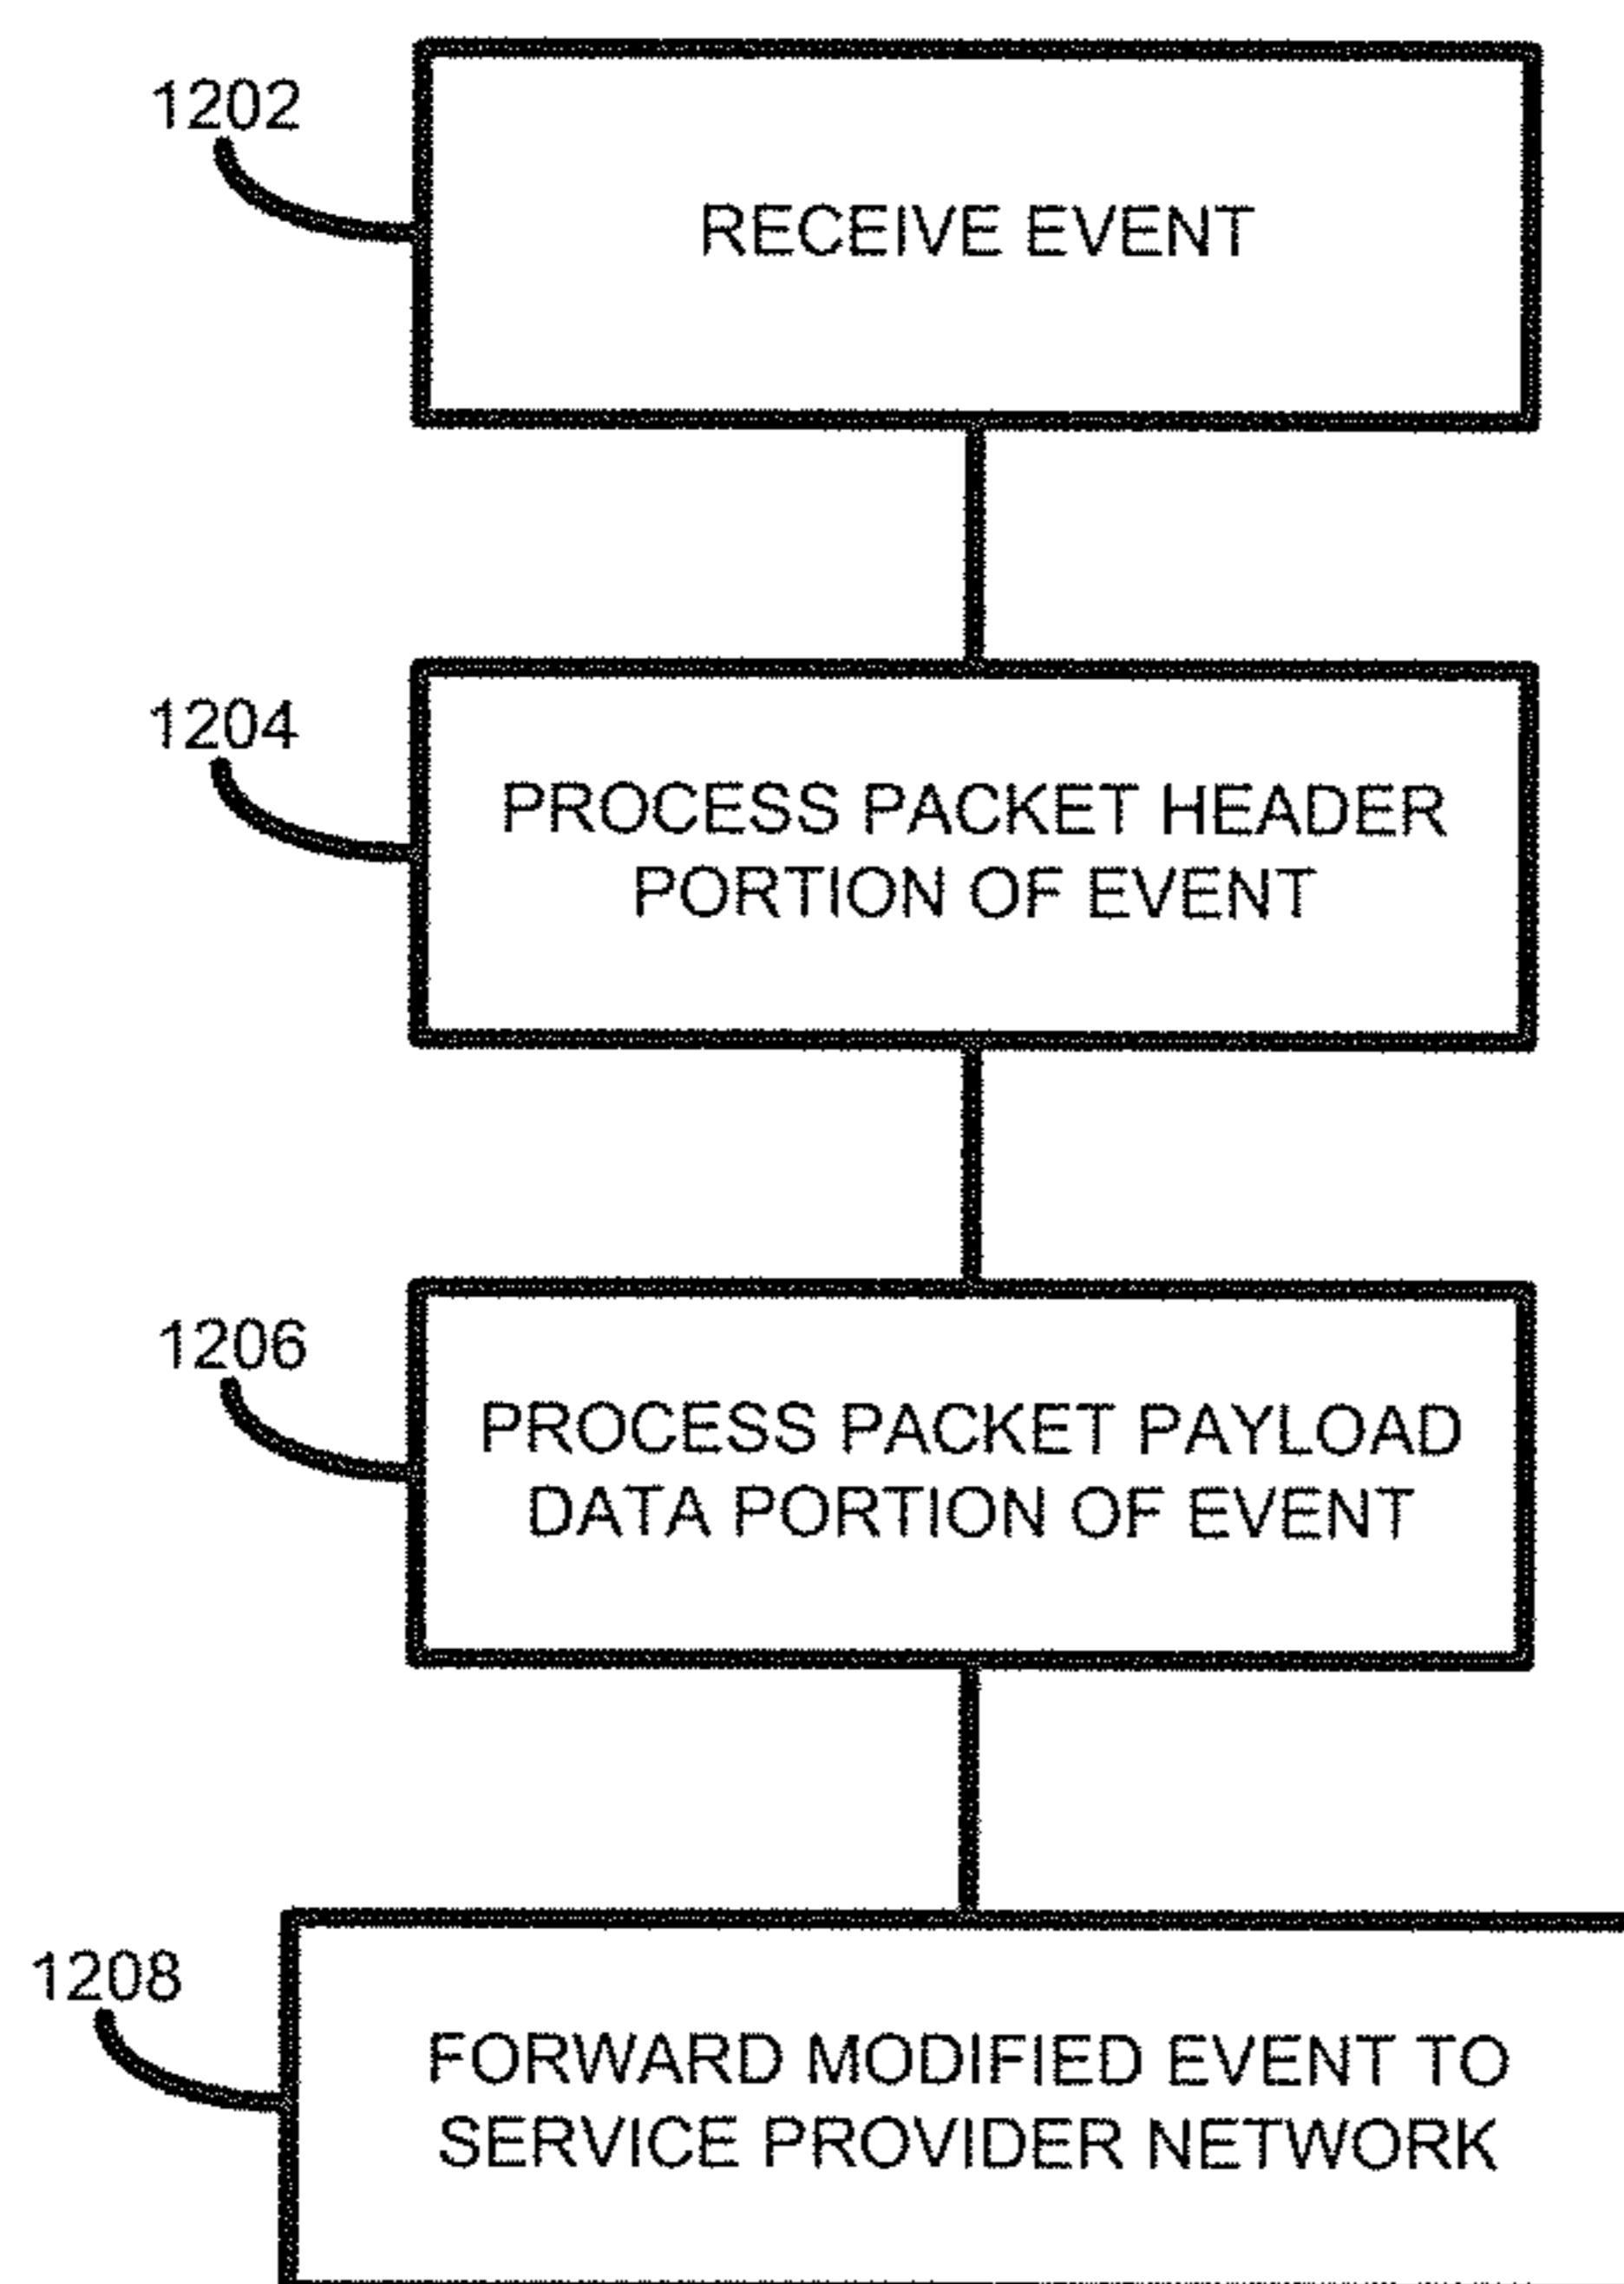 1202
RECEIVE EVENT
1204
PROCESS PACKET HEADER
PORTION OF EVENT
1206
PROCESS PACKET PAYLOAD
DATA PORTION OF EVENT
1208
FORWARD MODIFIED EVENT TO
SERVICE PROVIDER NETWORK